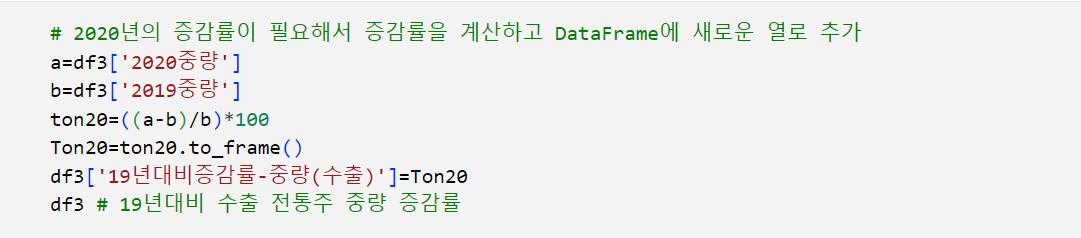 # 2020년의 증감률이 필요해서 증감률을 계산하고 DataFrame에 새로운 열로 추가
a=df3['2020중량']
b=df3['2019중량']
ton20=((a-b)/b)*100
Ton20=ton20.to_frame()
df3['19년대비증감률-중량(수출)']=Ton20
df3 # 19년대비 수출 전통주 중량 증감률